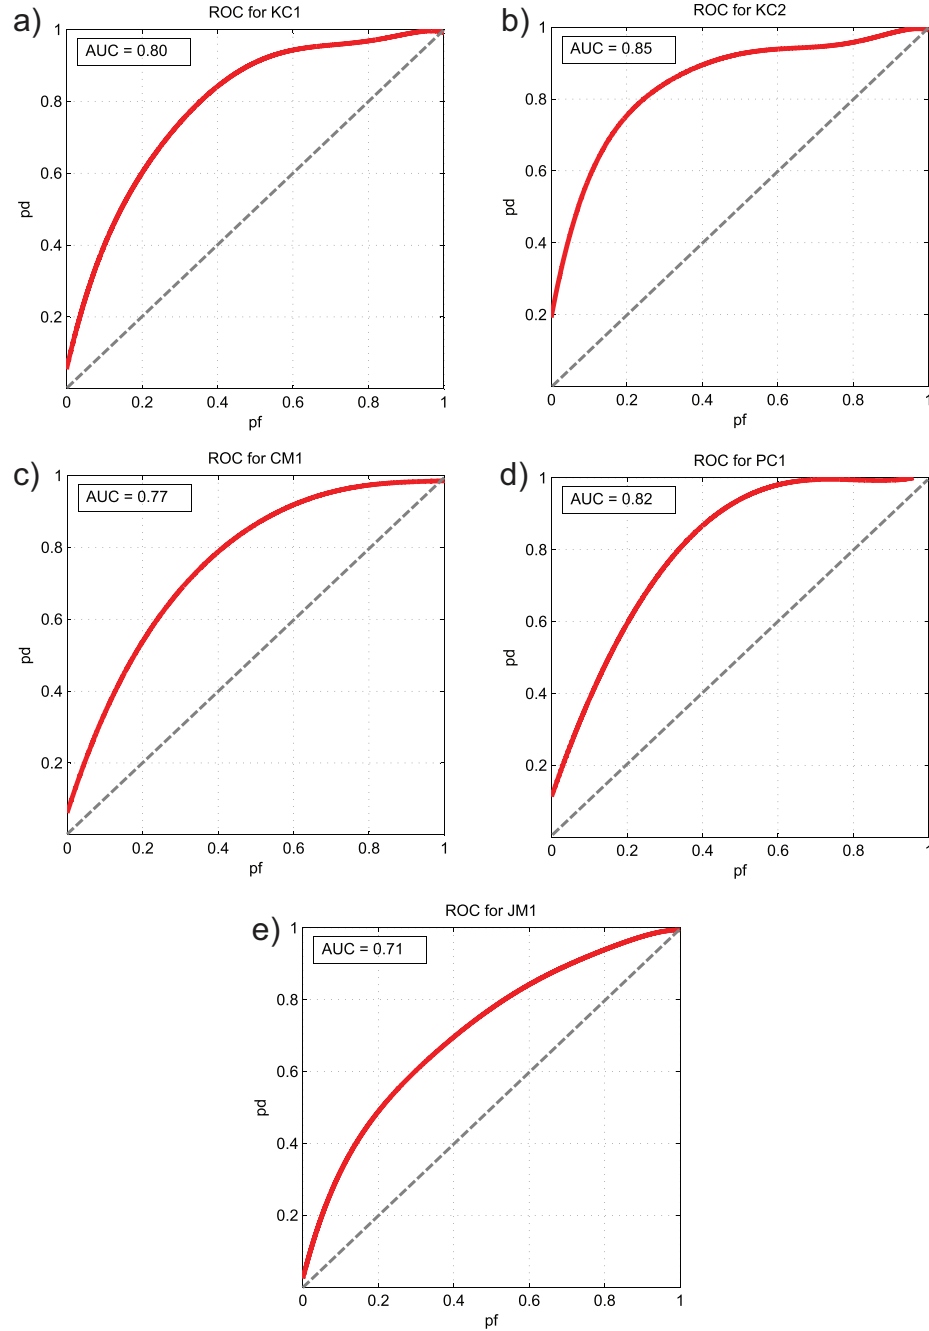 a)
ROC for KC1
AUC = 0.80
1
0.8
0.6
0.4
0.2
pd
0 0.2 0.4 0.6 0.8 1
pf
b)
ROC for KC2
AUC = 0.85
1
0.8
0.6
0.4
0.2
pd
0 0.2 0.4 0.6 0.8 1
pf
c)
ROC for CM1
AUC = 0.77
1
0.8
0.6
0.4
0.2
pd
0 0.2 0.4 0.6 0.8 1
pf
d)
ROC for PC1
AUC = 0.82
1
0.8
0.6
0.4
0.2
pd
0 0.2 0.4 0.6 0.8 1
pf
e)
ROC for JM1
AUC = 0.71
1
0.8
0.6
0.4
0.2
pd
0 0.2 0.4 0.6 0.8 1
pf